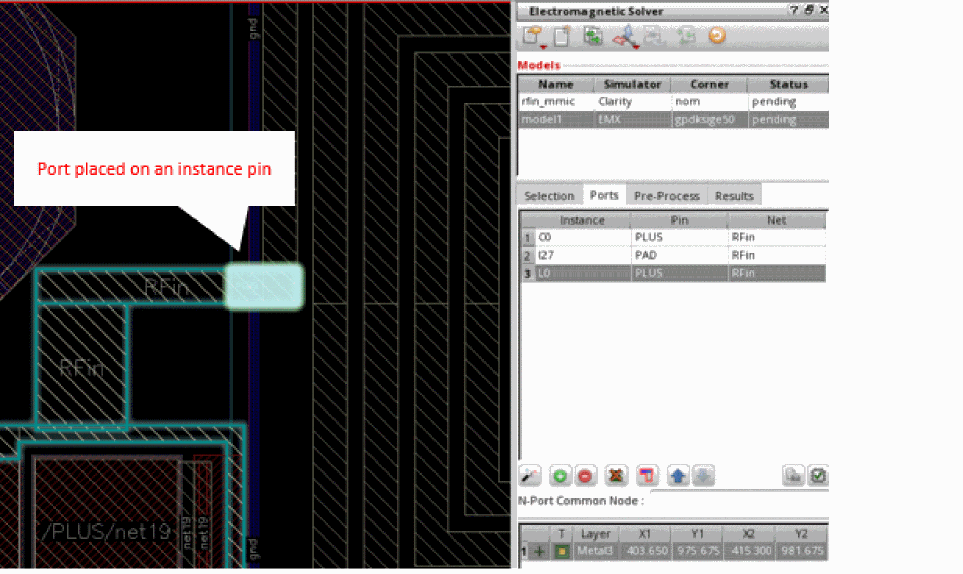 gnd
Port placed on an instance pin
RFin
RFin
/PLUS/net19
net19
net19
gnd
Electromagnetic Solver
Models
Name Simulator Corner Status
rfin_mmic Clarity nom pending
model1 EMX gpdksige50 pending
Selection Ports Pre-Process Results
Instance Pin Net
1 C0 PLUS RFin
2 I27 PAD RFin
3 L0 PLUS RFin
N-Port Common Node :
T Layer X1 Y1 X2 Y2
1 Metal3 403.650 975.675 415.300 981.675